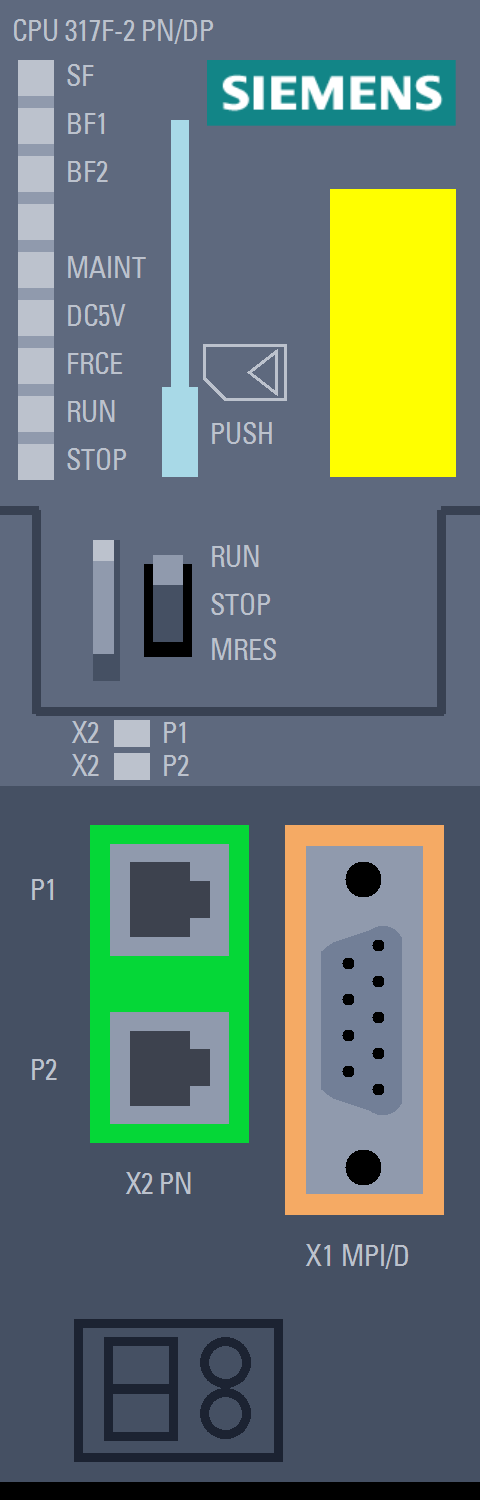 CPU 317F-2 PN/DP
SF
SIEMENS
BF1
BF2
MAINT
DC5V
FRCE
RUN
PUSH
STOP
RUN
STOP
MRES
X2 P1
X2 P2
P1
P2
X2 PN
X1 MPI/D